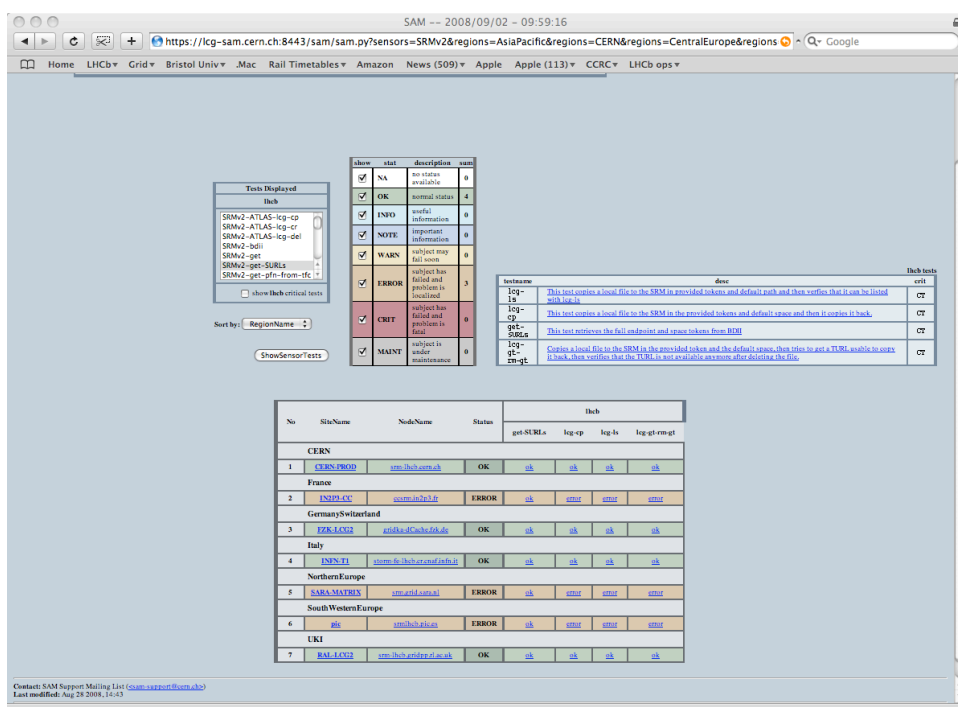 SAM -- 2008/09/02 - 09:59:16
https://lcg-sam.cern.ch:8443/sam/sam.py?sensors=SRMv2&regions=AsiaPacific&regions=CERN&regions=CentralEurope&regions
Google
Home LHCb Grid Bristol Univ .Mac Rail Timetables Amazon News (509) Apple Apple (113) CCRC LHCb ops
Tests Displayed
lhcb
SRMv2-ATLAS-lcg-cp
SRMv2-ATLAS-lcg-cr
SRMv2-ATLAS-lcg-del
SRMv2-bdii
SRMv2-get
SRMv2-get-SURLs
SRMv2-get-pfn-from-tfc
show lhcb critical tests
Sort by: RegionName
ShowSensorTests
show stat description sum
NA no status available 0
OK normal status 4
INFO useful information 0
NOTE important information 0
WARN subject may fail soon 0
ERROR subject has failed and problem is localized 3
CRIT subject has failed and problem is fatal 0
MAINT subject is under maintenance 0
lhcb tests
testname desc crit
lcg-ls This test copies a local file to the SRM in provided tokens and default path and then verfies that it can be listed with lcg-ls CT
lcg-cp This test copies a local file to the SRM in the provided tokens and default space and then it copies it back. CT
get-SURLs This test retrieves the full endpoint and space tokens from BDII CT
lcg-gt-rm-gt Copies a local file to the SRM in the provided token and the default space, then tries to get a TURL usable to copy it back, then verifies that the TURL is not available anymore after deleting the file. CT
No SiteName NodeName Status lhcb
get-SURLs lcg-cp lcg-ls lcg-gt-rm-gt
CERN
1 CERN-PROD srm-lhcb.cern.ch OK ok ok ok ok
France
2 IN2P3-CC ccsrm.in2p3.fr ERROR ok error error error
GermanySwitzerland
3 FZK-LCG2 gridka-dCache.fzk.de OK ok ok ok ok
Italy
4 INFN-T1 storm-fe-lhcb.cr.cnaf.infn.it OK ok ok ok ok
NorthernEurope
5 SARA-MATRIX srm.grid.sara.nl ERROR ok error error error
SouthWesternEurope
6 pic srmlhcb.pic.es ERROR ok error error error
UKI
7 RAL-LCG2 srm-lhcb.gridpp.rl.ac.uk OK ok ok ok ok
Contact: SAM Support Mailing List (<sam-support@cern.ch>)
Last modified: Aug 28 2008, 14:43